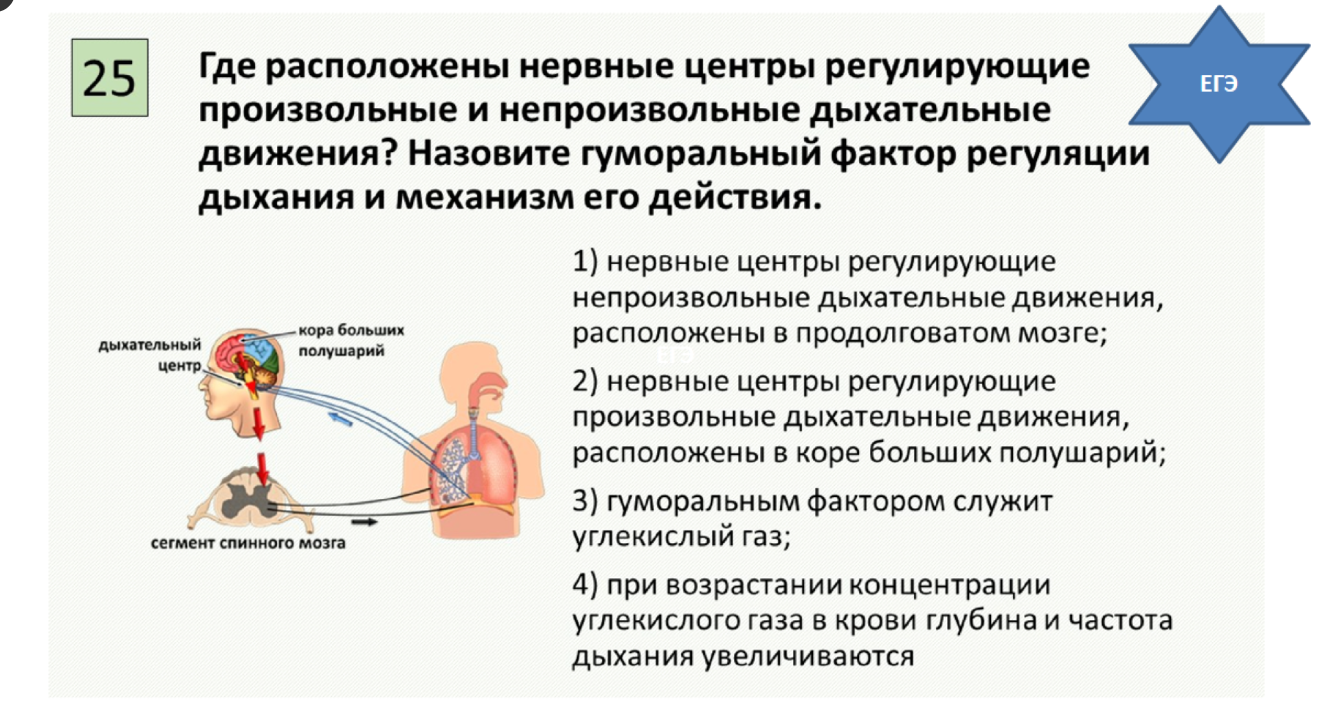 25
Где расположены нервные центры регулирующие
произвольные и непроизвольные дыхательные
движения? Назовите гуморальный фактор регуляции
дыхания и механизм его действия.
ЕГЭ
дыхательный
центр
кора больших
полушарий
сегмент спинного мозга
1) нервные центры регулирующие
непроизвольные дыхательные движения,
расположены в продолговатом мозге;
ЕГЭ
2) нервные центры регулирующие
произвольные дыхательные движения,
расположены в коре больших полушарий;
3) гуморальным фактором служит
углекислый газ;
4) при возрастании концентрации
углекислого газа в крови глубина и частота
дыхания увеличиваются